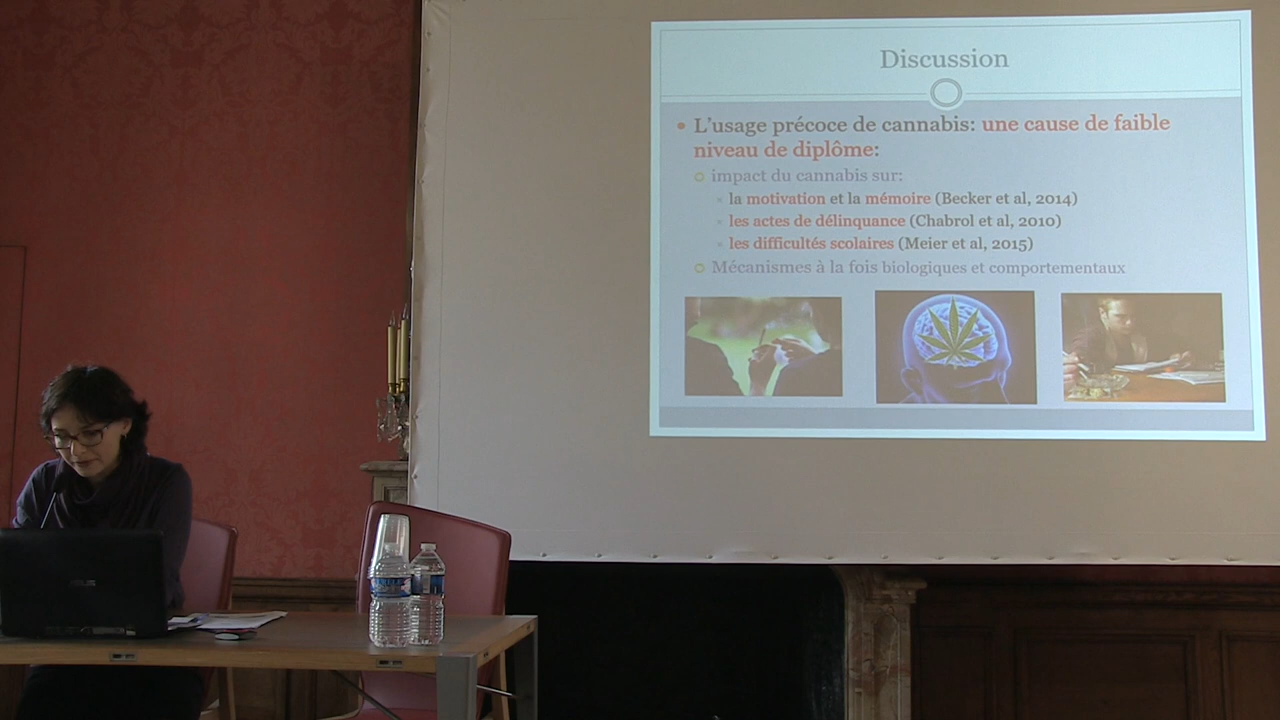 Discussion
L'usage précoce de cannabis: une cause de faible
niveau de diplôme:
impact du cannabis sur:
la motivation et la mémoire (Becker et al, 2014)
les actes de délinquance (Chabrol et al, 2010)
les difficultés scolaires (Meier et al, 2015)
Mécanismes à la fois biologiques et comportementaux
ASUS